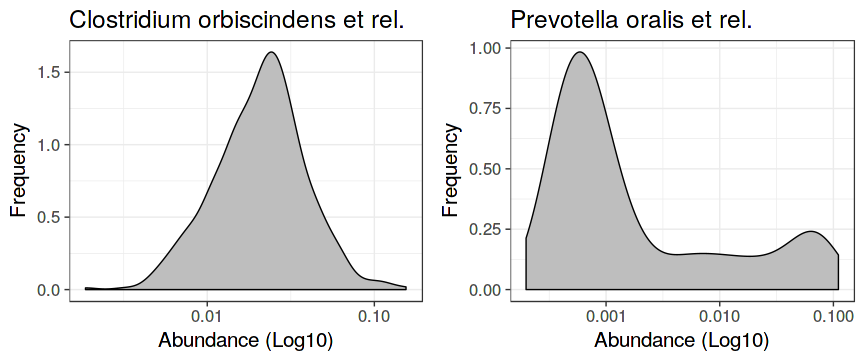 Clostridium orbiscindens et rel.
Frequency
1.5
1.0
0.5
0.0
0.01
0.10
Abundance (Log10)
Prevotella oralis et rel.
Frequency
1.00
0.75
0.50
0.25
0.00
0.001
0.010
0.100
Abundance (Log10)